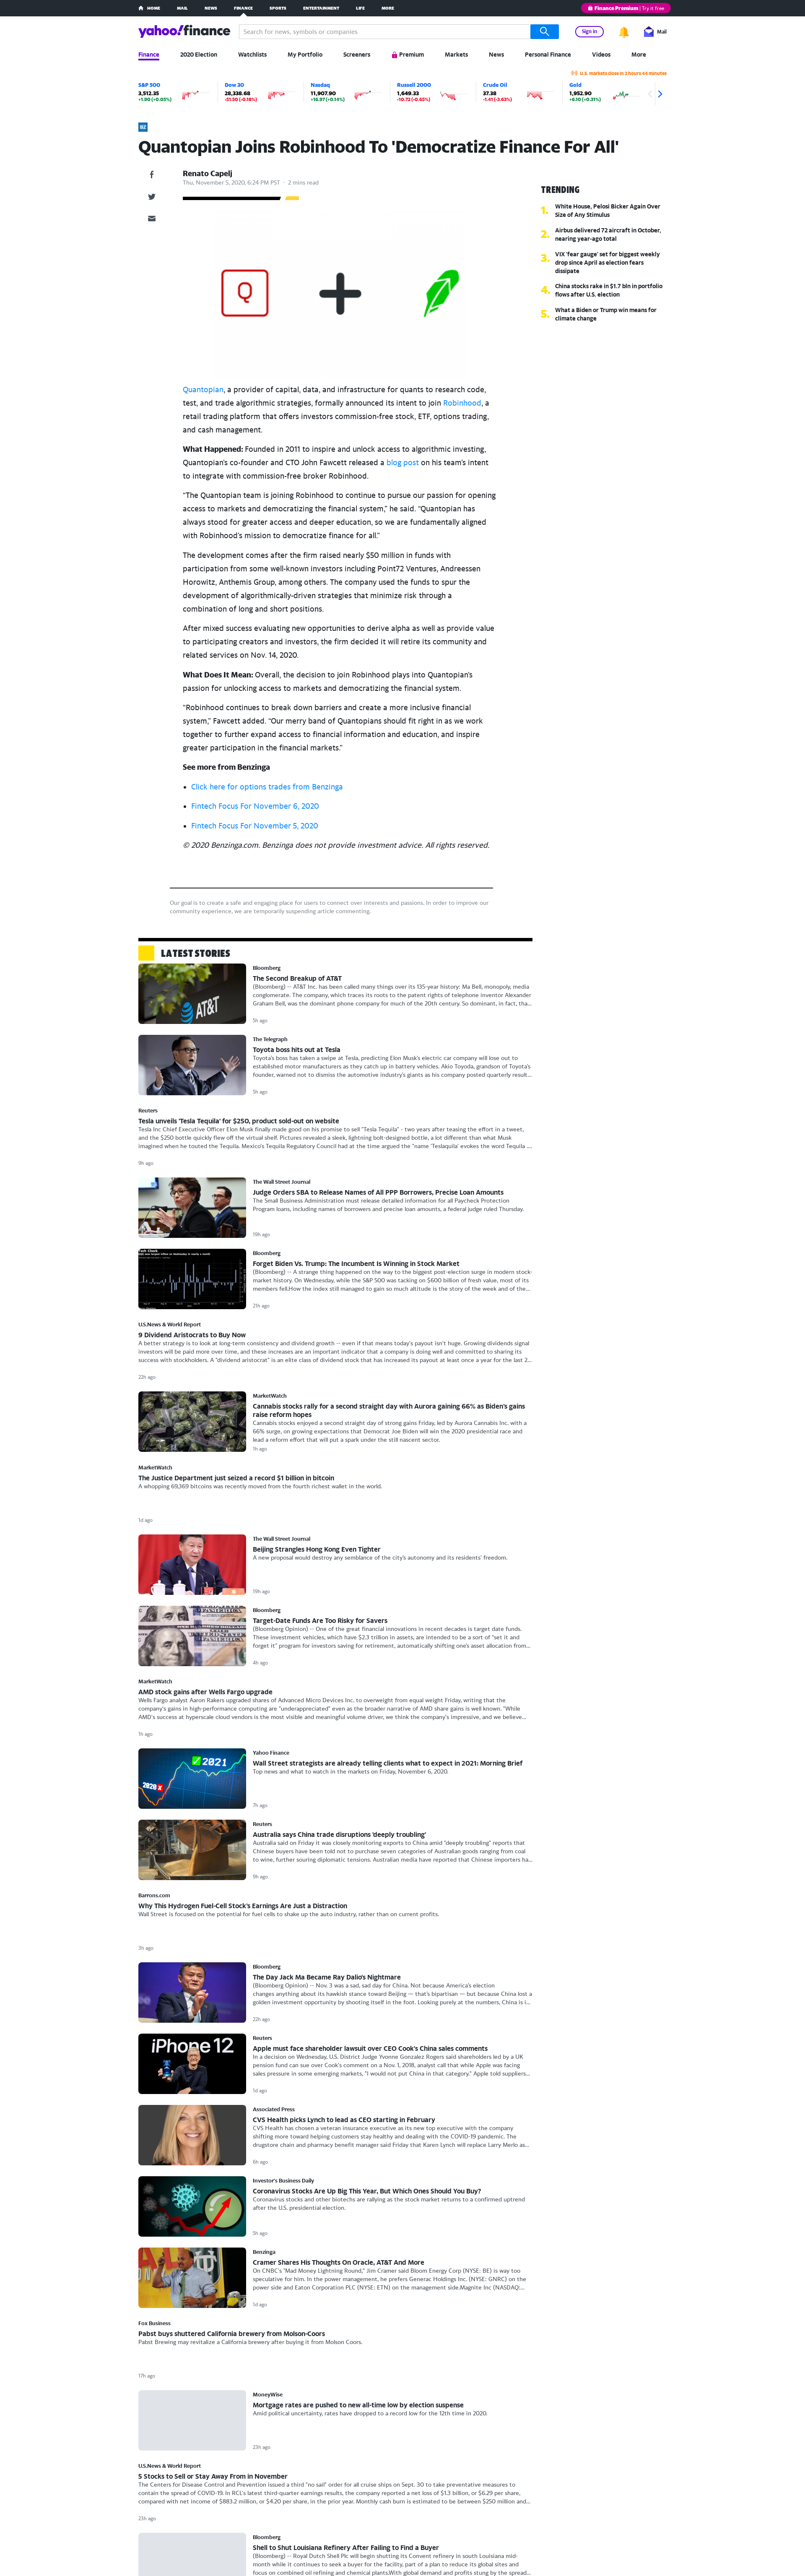 HOME MAIL NEWS FINANCE SPORTS ENTERTAINMENT LIFE MORE
Finance Premium | Try it free
yahoo!finance
Search for news, symbols or companies
Sign in
Mail
Finance 2020 Election Watchlists My Portfolio Screeners Premium Markets News Personal Finance Videos More
U.S. markets close in 2 hours 44 minutes
S&P 500
3,512.35
+1.90 (+0.05%)
Dow 30
28,338.68
-51.50 (-0.18%)
Nasdaq
11,907.90
+16.97 (+0.14%)
Russell 2000
1,649.33
-10.73 (-0.65%)
Crude Oil
37.38
-1.41 (-3.63%)
Gold
1,952.90
+6.10 (+0.31%)
BZ
Quantopian Joins Robinhood To 'Democratize Finance For All'
Renato Capelj
Thu, November 5, 2020, 6:24 PM PST · 2 mins read
Q
Quantopian, a provider of capital, data, and infrastructure for quants to research code,
test, and trade algorithmic strategies, formally announced its intent to join Robinhood, a
retail trading platform that offers investors commission-free stock, ETF, options trading,
and cash management.
What Happened: Founded in 2011 to inspire and unlock access to algorithmic investing,
Quantopian's co-founder and CTO John Fawcett released a blog post on his team's intent
to integrate with commission-free broker Robinhood.
"The Quantopian team is joining Robinhood to continue to pursue our passion for opening
access to markets and democratizing the financial system," he said. "Quantopian has
always stood for greater access and deeper education, so we are fundamentally aligned
with Robinhood's mission to democratize finance for all."
The development comes after the firm raised nearly $50 million in funds with
participation from some well-known investors including Point72 Ventures, Andreessen
Horowitz, Anthemis Group, among others. The company used the funds to spur the
development of algorithmically-driven strategies that minimize risk through a
combination of long and short positions.
After mixed success evaluating new opportunities to derive alpha as well as provide value
to participating creators and investors, the firm decided it will retire its community and
related services on Nov. 14, 2020.
What Does It Mean: Overall, the decision to join Robinhood plays into Quantopian's
passion for unlocking access to markets and democratizing the financial system.
"Robinhood continues to break down barriers and create a more inclusive financial
system," Fawcett added. "Our merry band of Quantopians should fit right in as we work
together to further expand access to financial information and education, and inspire
greater participation in the financial markets."
See more from Benzinga
Click here for options trades from Benzinga
Fintech Focus For November 6, 2020
Fintech Focus For November 5, 2020
© 2020 Benzinga.com. Benzinga does not provide investment advice. All rights reserved.
Our goal is to create a safe and engaging place for users to connect over interests and passions. In order to improve our
community experience, we are temporarily suspending article commenting.
TRENDING
1. White House, Pelosi Bicker Again Over
Size of Any Stimulus
2. Airbus delivered 72 aircraft in October,
nearing year-ago total
3. VIX 'fear gauge' set for biggest weekly
drop since April as election fears
dissipate
4. China stocks rake in $1.7 bln in portfolio
flows after U.S. election
5. What a Biden or Trump win means for
climate change
LATEST STORIES
Bloomberg
The Second Breakup of AT&T
(Bloomberg) -- AT&T Inc. has been called many things over its 135-year history: Ma Bell, monopoly, media
conglomerate. The company, which traces its roots to the patent rights of telephone inventor Alexander
Graham Bell, was the dominant phone company for much of the 20th century. So dominant, in fact, tha...
5h ago
AT&T
The Telegraph
Toyota boss hits out at Tesla
Toyota's boss has taken a swipe at Tesla, predicting Elon Musk's electric car company will lose out to
established motor manufacturers as they catch up in battery vehicles. Akio Toyoda, grandson of Toyota's
founder, warned not to dismiss the automotive industry's giants as his company posted quarterly result...
5h ago
Reuters
Tesla unveils 'Tesla Tequila' for $250, product sold-out on website
Tesla Inc Chief Executive Officer Elon Musk finally made good on his promise to sell "Tesla Tequila" - two years after teasing the effort in a tweet,
and the $250 bottle quickly flew off the virtual shelf. Pictures revealed a sleek, lightning bolt-designed bottle, a lot different than what Musk
imagined when he touted the Tequila. Mexico's Tequila Regulatory Council had at the time argued the "name 'Teslaquila' evokes the word Tequila ...
9h ago
The Wall Street Journal
Judge Orders SBA to Release Names of All PPP Borrowers, Precise Loan Amounts
The Small Business Administration must release detailed information for all Paycheck Protection
Program loans, including names of borrowers and precise loan amounts, a federal judge ruled Thursday.
19h ago
Bloomberg
Forget Biden Vs. Trump: The Incumbent Is Winning in Stock Market
(Bloomberg) -- A strange thing happened on the way to the biggest post-election surge in modern stock-
market history. On Wednesday, while the S&P 500 was tacking on $600 billion of fresh value, most of its
members fell.How the index still managed to gain so much altitude is the story of the week and of the...
21h ago
U.S.News & World Report
9 Dividend Aristocrats to Buy Now
A better strategy is to look at long-term consistency and dividend growth -- even if that means today's payout isn't huge. Growing dividends signal
investors will be paid more over time, and these increases are an important indicator that a company is doing well and committed to sharing its
success with stockholders. A "dividend aristocrat" is an elite class of dividend stock that has increased its payout at least once a year for the last 2...
22h ago
MarketWatch
Cannabis stocks rally for a second straight day with Aurora gaining 66% as Biden's gains
raise reform hopes
Cannabis stocks enjoyed a second straight day of strong gains Friday, led by Aurora Cannabis Inc. with a
66% surge, on growing expectations that Democrat Joe Biden will win the 2020 presidential race and
lead a reform effort that will put a spark under the still nascent sector.
1h ago
MarketWatch
The Justice Department just seized a record $1 billion in bitcoin
A whopping 69,369 bitcoins was recently moved from the fourth richest wallet in the world.
1d ago
The Wall Street Journal
Beijing Strangles Hong Kong Even Tighter
A new proposal would destroy any semblance of the city's autonomy and its residents' freedom.
19h ago
Bloomberg
Target-Date Funds Are Too Risky for Savers
(Bloomberg Opinion) -- One of the great financial innovations in recent decades is target date funds.
These investment vehicles, which have $2.3 trillion in assets, are intended to be a sort of "set it and
forget it" program for investors saving for retirement, automatically shifting one's asset allocation from...
4h ago
MarketWatch
AMD stock gains after Wells Fargo upgrade
Wells Fargo analyst Aaron Rakers upgraded shares of Advanced Micro Devices Inc. to overweight from equal weight Friday, writing that the
company's gains in high-performance computing are "underappreciated" even as the broader narrative of AMD share gains is well known. "While
AMD's success at hyperscale cloud vendors is the most visible and meaningful volume driver, we think the company's impressive, and we believe...
1h ago
2020 2021
Yahoo Finance
Wall Street strategists are already telling clients what to expect in 2021: Morning Brief
Top news and what to watch in the markets on Friday, November 6, 2020.
7h ago
Reuters
Australia says China trade disruptions 'deeply troubling'
Australia said on Friday it was closely monitoring exports to China amid "deeply troubling" reports that
Chinese buyers have been told not to purchase seven categories of Australian goods ranging from coal
to wine, further souring diplomatic tensions. Australian media have reported that Chinese importers ha...
9h ago
Barrons.com
Why This Hydrogen Fuel-Cell Stock's Earnings Are Just a Distraction
Wall Street is focused on the potential for fuel cells to shake up the auto industry, rather than on current profits.
3h ago
Bloomberg
The Day Jack Ma Became Ray Dalio's Nightmare
(Bloomberg Opinion) -- Nov. 3 was a sad, sad day for China. Not because America's election
changes anything about its hawkish stance toward Beijing — that's bipartisan — but because China lost a
golden investment opportunity by shooting itself in the foot. Looking purely at the numbers, China is i...
22h ago
iPhone 12
Reuters
Apple must face shareholder lawsuit over CEO Cook's China sales comments
In a decision on Wednesday, U.S. District Judge Yvonne Gonzalez Rogers said shareholders led by a UK
pension fund can sue over Cook's comment on a Nov. 1, 2018, analyst call that while Apple was facing
sales pressure in some emerging markets, "I would not put China in that category." Apple told suppliers...
1d ago
Associated Press
CVS Health picks Lynch to lead as CEO starting in February
CVS Health has chosen a veteran insurance executive as its new top executive with the company
shifting more toward helping customers stay healthy and dealing with the COVID-19 pandemic. The
drugstore chain and pharmacy benefit manager said Friday that Karen Lynch will replace Larry Merlo as...
6h ago
Investor's Business Daily
Coronavirus Stocks Are Up Big This Year, But Which Ones Should You Buy?
Coronavirus stocks and other biotechs are rallying as the stock market returns to a confirmed uptrend
after the U.S. presidential election.
5h ago
Benzinga
Cramer Shares His Thoughts On Oracle, AT&T And More
On CNBC's "Mad Money Lightning Round," Jim Cramer said Bloom Energy Corp (NYSE: BE) is way too
speculative for him. In the power management, he prefers Generac Holdings Inc. (NYSE: GNRC) on the
power side and Eaton Corporation PLC (NYSE: ETN) on the management side.Magnite Inc (NASDAQ:...
1d ago
Fox Business
Pabst buys shuttered California brewery from Molson-Coors
Pabst Brewing may revitalize a California brewery after buying it from Molson Coors.
17h ago
MoneyWise
Mortgage rates are pushed to new all-time low by election suspense
Amid political uncertainty, rates have dropped to a record low for the 12th time in 2020.
23h ago
U.S.News & World Report
5 Stocks to Sell or Stay Away From in November
The Centers for Disease Control and Prevention issued a third "no sail" order for all cruise ships on Sept. 30 to take preventative measures to
contain the spread of COVID-19. In RCL's latest third-quarter earnings results, the company reported a net loss of $1.3 billion, or $6.29 per share,
compared with net income of $883.2 million, or $4.20 per share, in the prior year. Monthly cash burn is estimated to be between $250 million and...
23h ago
Bloomberg
Shell to Shut Louisiana Refinery After Failing to Find a Buyer
(Bloomberg) -- Royal Dutch Shell Plc will begin shutting its Convent refinery in south Louisiana mid-
month while it continues to seek a buyer for the facility, part of a plan to reduce its global sites and
focus on combined oil refining and chemical plants.With global demand and profits stung by the spread...